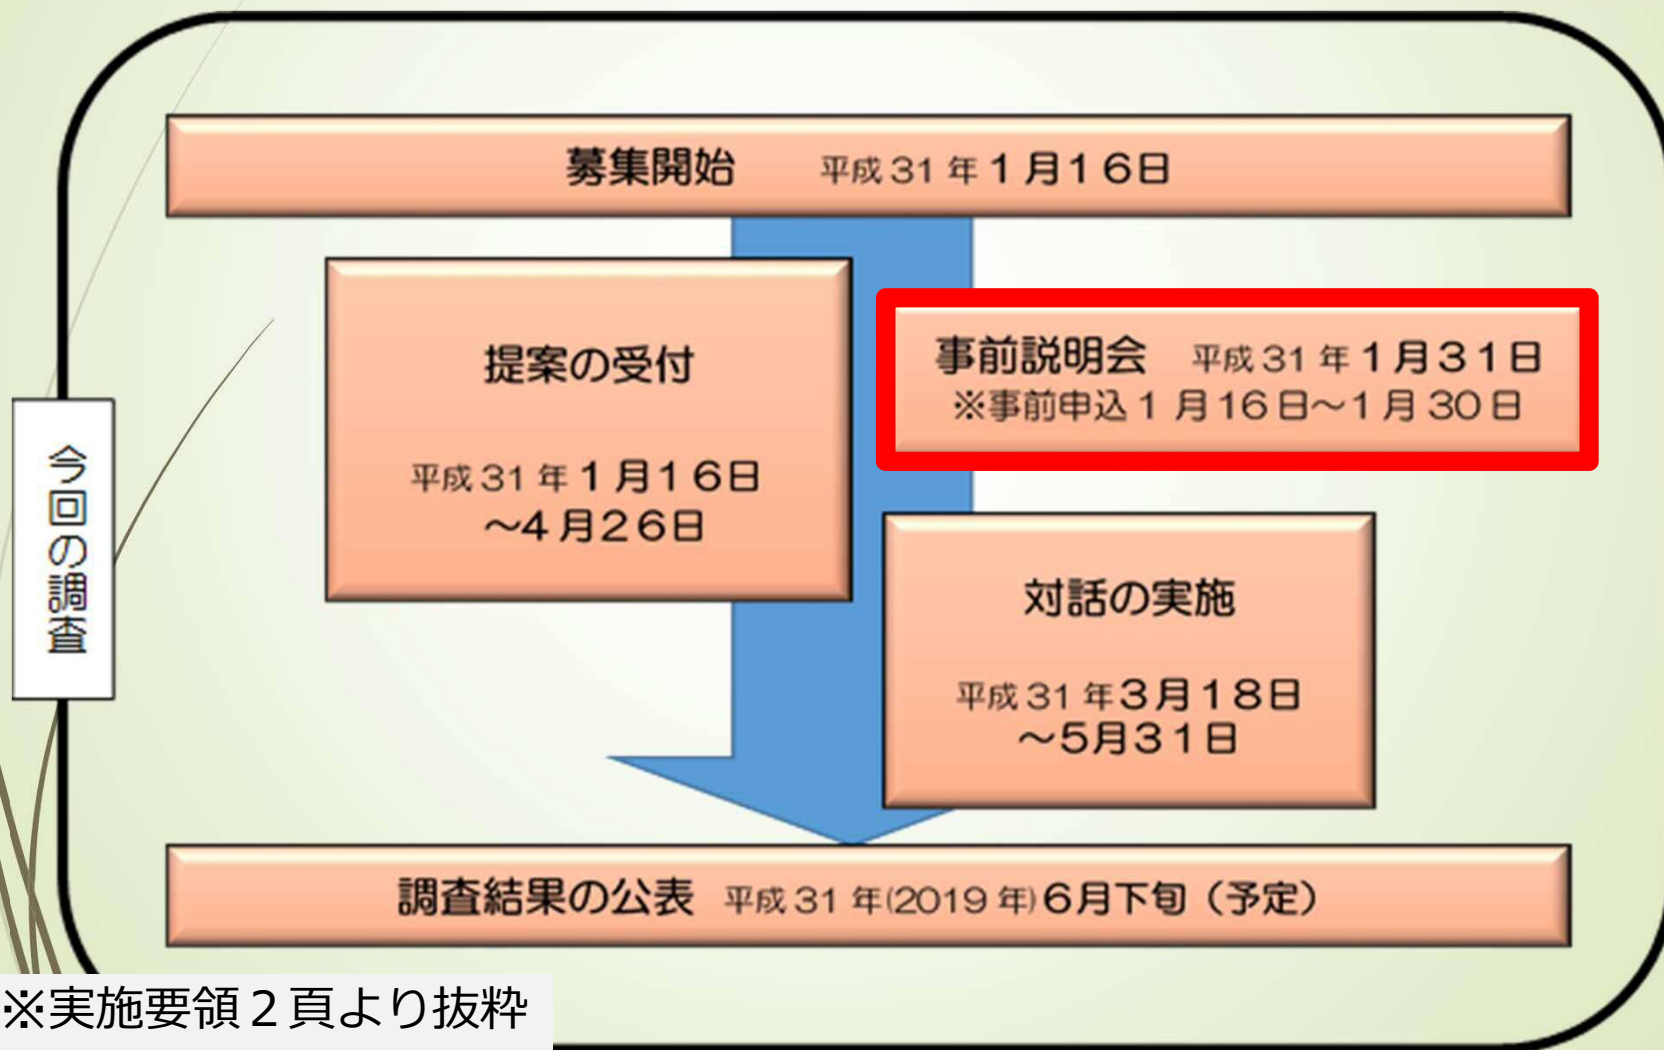 募集開始　平成31年1月16日
提案の受付
平成31年1月16日
～4月26日
事前説明会　平成31年1月31日
※事前申込1月16日～1月30日
今回の調査
対話の実施
平成31年3月18日
～5月31日
調査結果の公表　平成31年(2019年)6月下旬（予定）
※実施要領２頁より抜粋